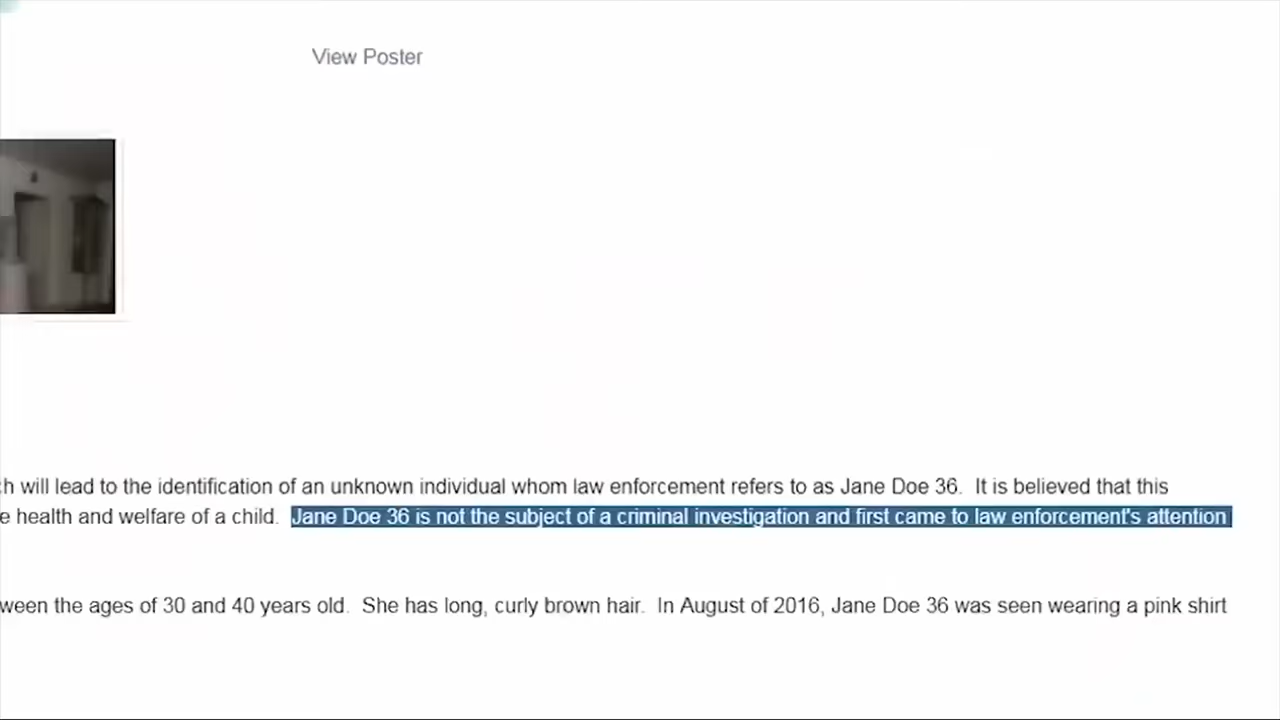 View Poster
ch will lead to the identification of an unknown individual whom law enforcement refers to as Jane Doe 36. It is believed that this
e health and welfare of a child. Jane Doe 36 is not the subject of a criminal investigation and first came to law enforcement's attention
ween the ages of 30 and 40 years old. She has long, curly brown hair. In August of 2016, Jane Doe 36 was seen wearing a pink shirt